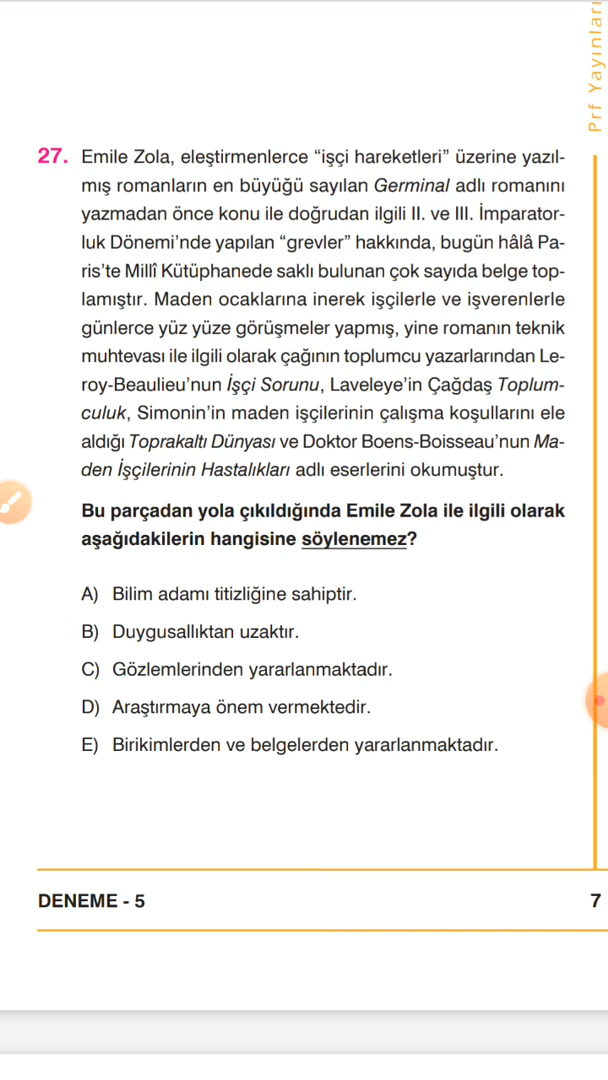 Prf Yayınları
27. Emile Zola, eleştirmenlerce “işçi hareketleri” üzerine yazıl-
mış romanların en büyüğü sayılan Germinal adlı romanını
yazmadan önce konu ile doğrudan ilgili II. ve III. İmparator-
luk Dönemi’nde yapılan “grevler” hakkında, bugün hâlâ Pa-
ris’te Millî Kütüphanede saklı bulunan çok sayıda belge top-
lamıştır. Maden ocaklarına inerek işçilerle ve işverenlerle
günlerce yüz yüze görüşmeler yapmış, yine romanın teknik
muhtevası ile ilgili olarak çağının toplumcu yazarlarından Le-
roy-Beaulieu’nun İşçi Sorunu, Laveleye’in Çağdaş Toplum-
culuk, Simonin’in maden işçilerinin çalışma koşullarını ele
aldığı Toprakaltı Dünyası ve Doktor Boens-Boisseau’nun Ma-
den İşçilerinin Hastalıkları adlı eserlerini okumuştur.
Bu parçadan yola çıkıldığında Emile Zola ile ilgili olarak
aşağıdakilerin hangisine söylenemez?
A) Bilim adamı titizliğine sahiptir.
B) Duygusallıktan uzaktır.
C) Gözlemlerinden yararlanmaktadır.
D) Araştırmaya önem vermektedir.
E) Birikimlerden ve belgelerden yararlanmaktadır.
DENEME - 5
7